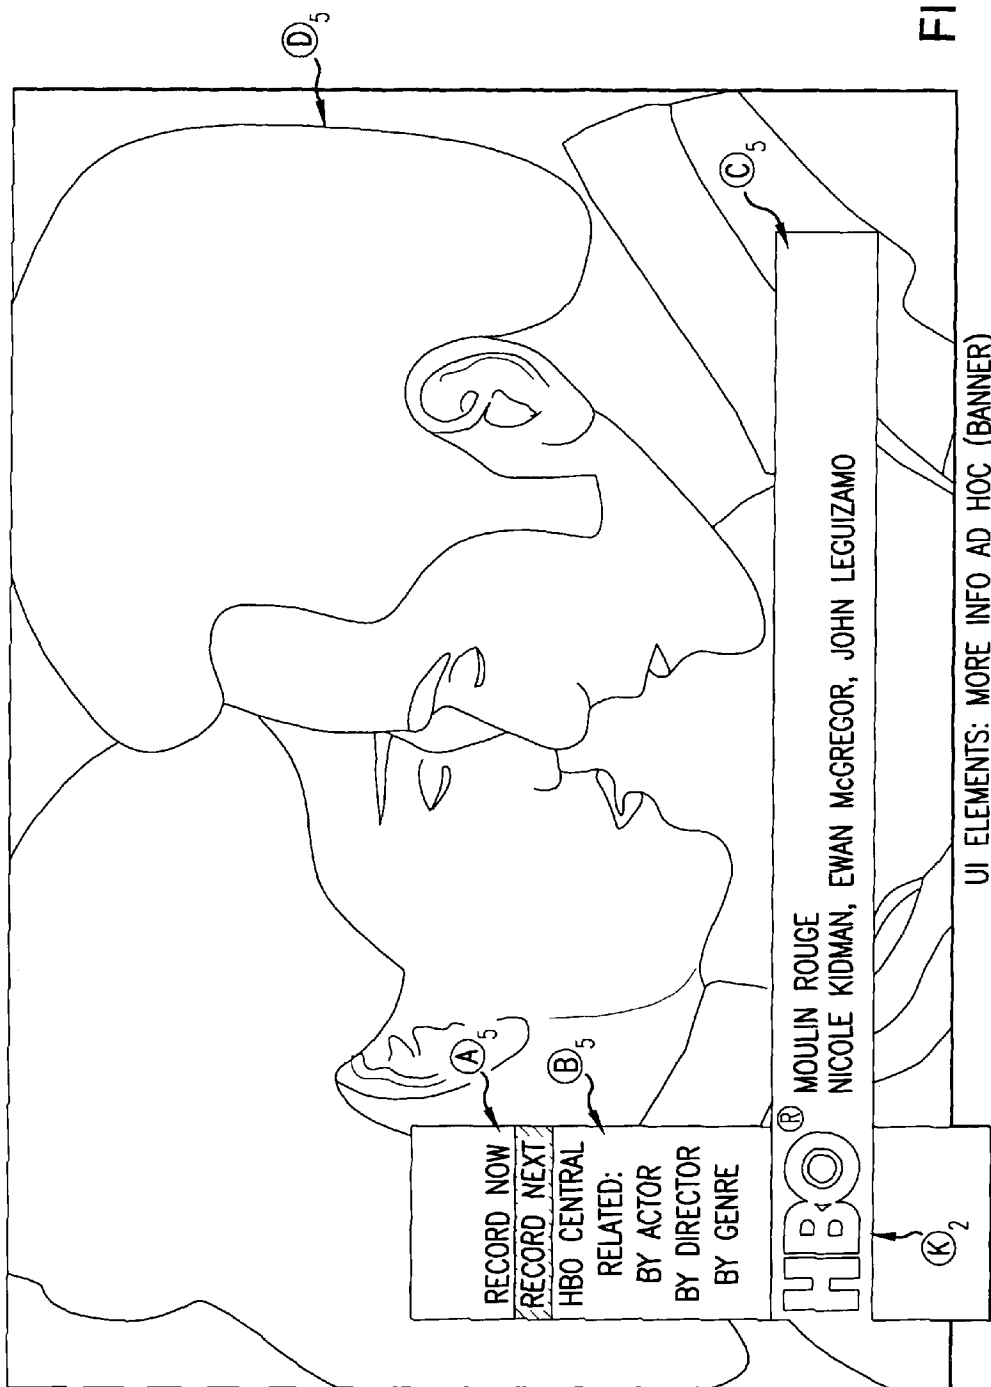 RECORD NOW
RECORD NEXT
HBO CENTRAL
RELATED:
BY ACTOR
BY DIRECTOR
BY GENRE
HBO® MOULIN ROUGE
NICOLE KIDMAN, EWAN McGREGOR, JOHN LEGUIZAMO
A5
B5
C5
D5
K2
UI ELEMENTS: MORE INFO AD HOC (BANNER)
FI